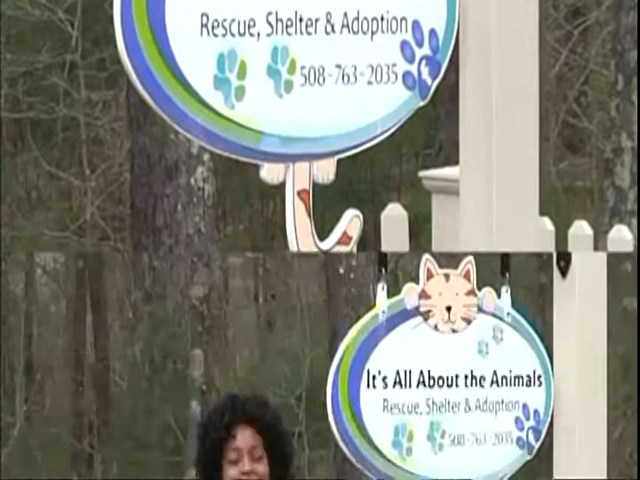 Rescue, Shelter & Adoption
508-763-2035
It's All About the Animals
Rescue, Shelter & Adoption
508-763-2035